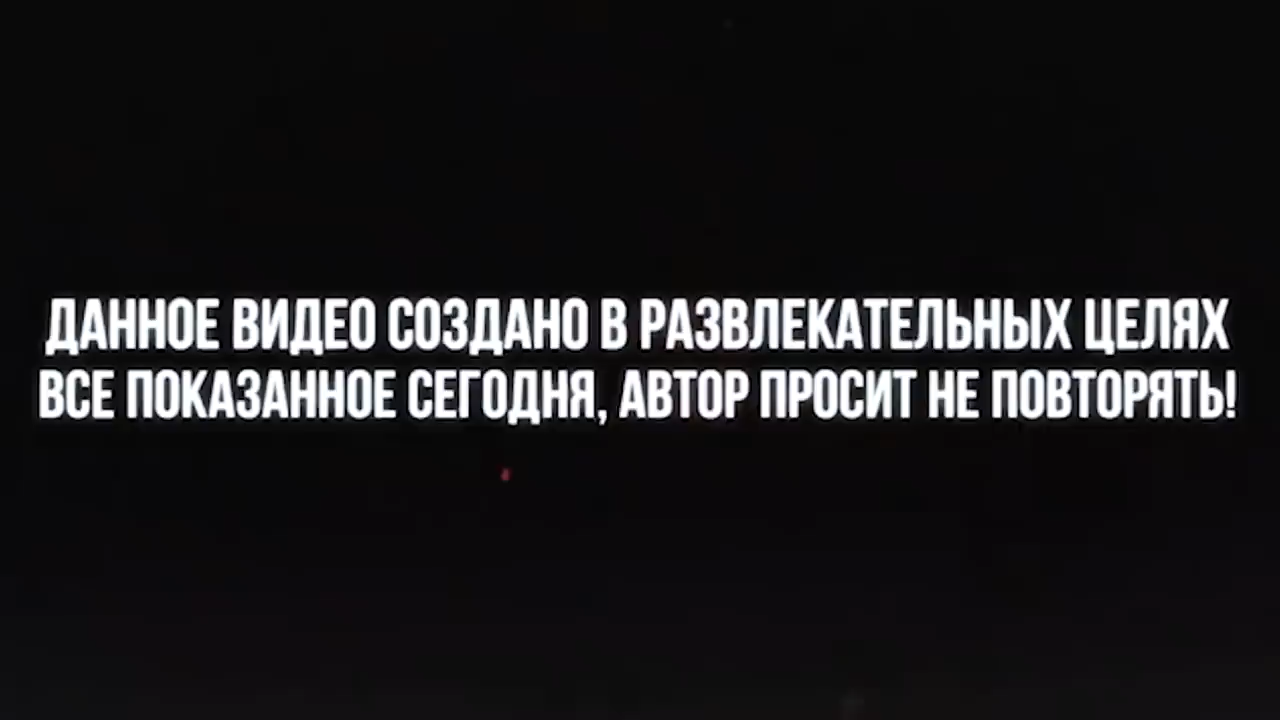 ДАННОЕ ВИДЕО СОЗДАНО В РАЗВЛЕКАТЕЛЬНЫХ ЦЕЛЯХ
ВСЕ ПОКАЗАННОЕ СЕГОДНЯ, АВТОР ПРОСИТ НЕ ПОВТОРЯТЬ!